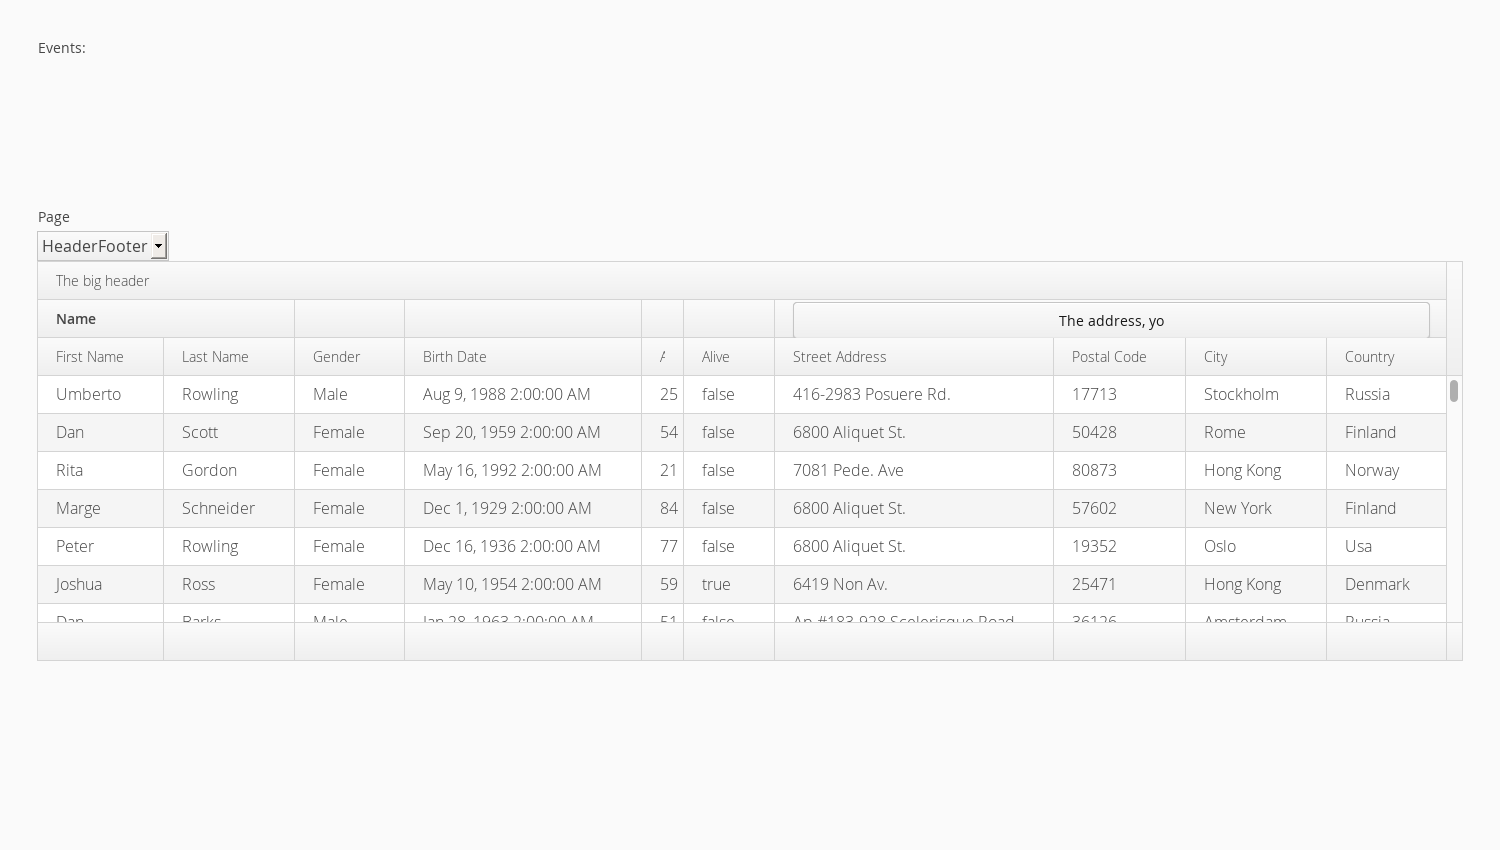 Events:
Page
HeaderFooter
The big header
Name The address, yo
First Name Last Name Gender Birth Date Alive Street Address Postal Code City Country
Umberto Rowling Male Aug 9, 1988 2:00:00 AM 25 false 416-2983 Posuere Rd. 17713 Stockholm Russia
Dan Scott Female Sep 20, 1959 2:00:00 AM 54 false 6800 Aliquet St. 50428 Rome Finland
Rita Gordon Female May 16, 1992 2:00:00 AM 21 false 7081 Pede. Ave 80873 Hong Kong Norway
Marge Schneider Female Dec 1, 1929 2:00:00 AM 84 false 6800 Aliquet St. 57602 New York Finland
Peter Rowling Female Dec 16, 1936 2:00:00 AM 77 false 6800 Aliquet St. 19352 Oslo Usa
Joshua Ross Female May 10, 1954 2:00:00 AM 59 true 6419 Non Av. 25471 Hong Kong Denmark
Dan Barks Male Jan 28, 1963 2:00:00 AM 51 false Ap #183-928 Scelerisque Road 36126 Amsterdam Russia